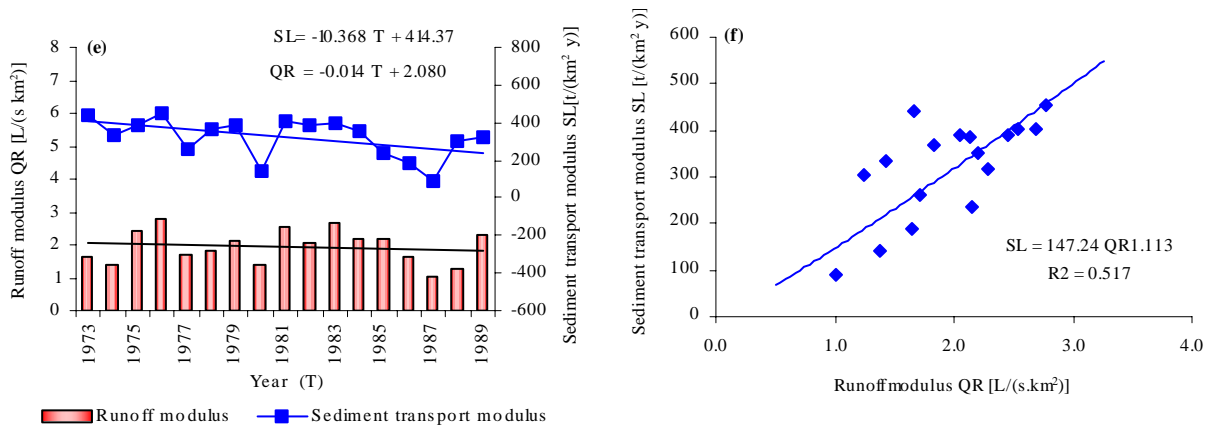 (e)
SL= -10.368 T + 414.37
QR = -0.014 T + 2.080
Runoff modulus QR [L/(s km²)]
8
7
6
5
4
3
2
1
0
800
600
400
200
0
-200
-400
-600
Sediment transport modulus SL[t/(km² y)]
1973
1975
1977
1979
1981
1983
1985
1987
1989
Year (T)
Runoff modulus
Sediment transport modulus
(f)
Sediment transport modulus SL [t/(km² y)]
600
500
400
300
200
100
0
SL = 147.24 QR1.113
R2 = 0.517
0.0
1.0
2.0
3.0
4.0
Runoff modulus QR [L/(s.km²)]